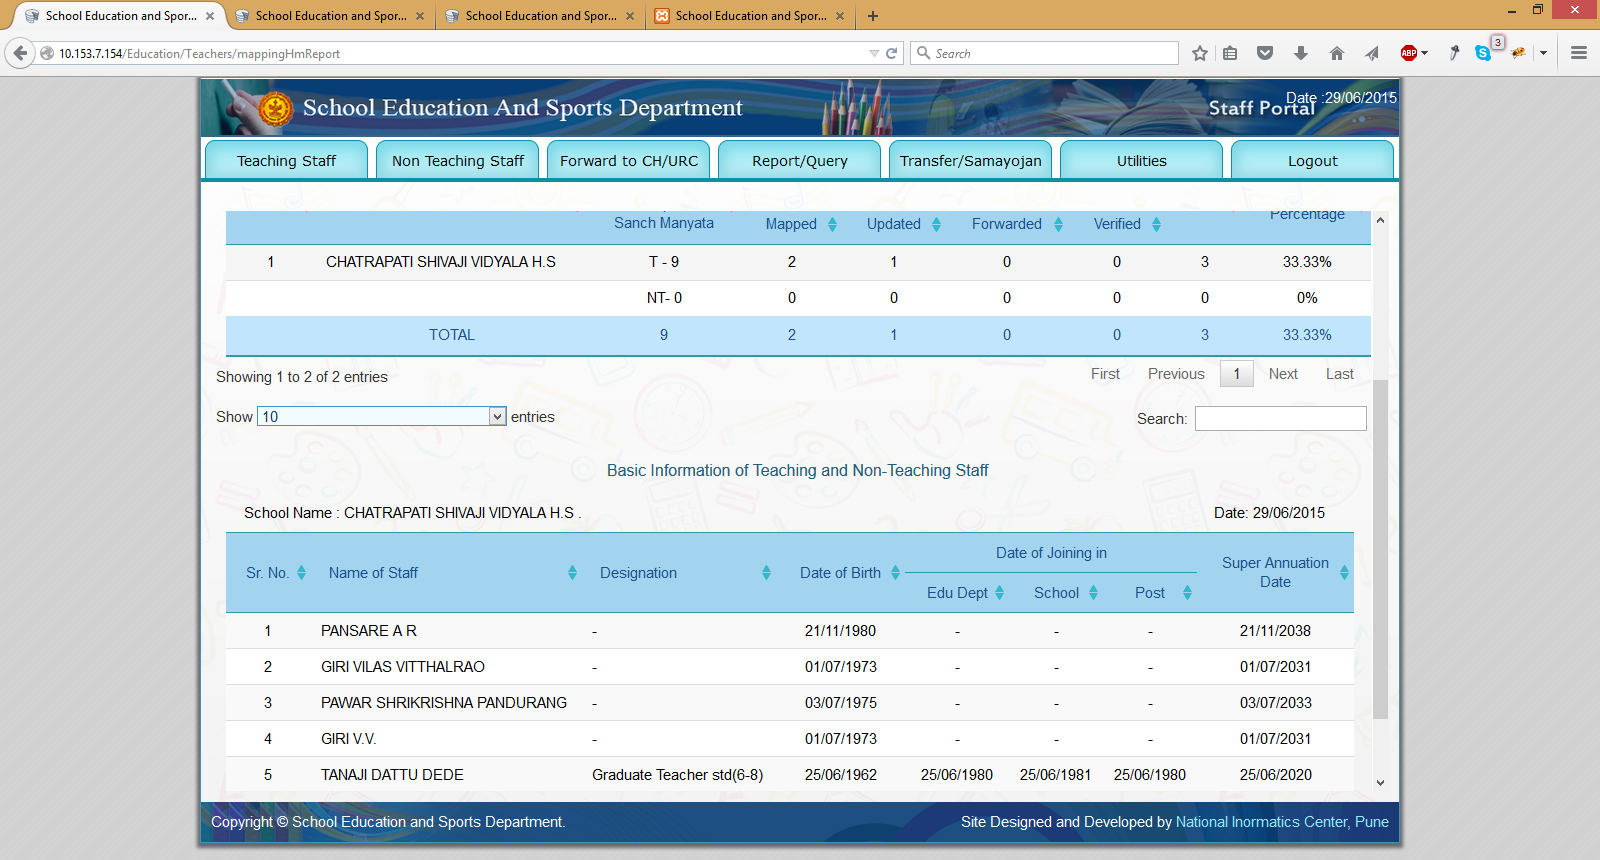 School Education and Spor... × School Education and Spor... × School Education and Spor... × School Education and Spor... × +
10.153.7.154/Education/Teachers/mappingHmReport Search ABP 3
School Education And Sports Department Date :29/06/2015
Staff Portal
Teaching Staff Non Teaching Staff Forward to CH/URC Report/Query Transfer/Samayojan Utilities Logout
Sanch Manyata Mapped Updated Forwarded Verified Percentage
1 CHATRAPATI SHIVAJI VIDYALA H.S T - 9 2 1 0 0 3 33.33%
NT- 0 0 0 0 0 0 0%
TOTAL 9 2 1 0 0 3 33.33%
Showing 1 to 2 of 2 entries First Previous 1 Next Last
Show 10 entries Search:
Basic Information of Teaching and Non-Teaching Staff
School Name : CHATRAPATI SHIVAJI VIDYALA H.S . Date: 29/06/2015
Date of Joining in
Sr. No. Name of Staff Designation Date of Birth Edu Dept School Post Super Annuation Date
1 PANSARE A R - 21/11/1980 - - - 21/11/2038
2 GIRI VILAS VITTHALRAO - 01/07/1973 - - - 01/07/2031
3 PAWAR SHRIKRISHNA PANDURANG - 03/07/1975 - - - 03/07/2033
4 GIRI V.V. - 01/07/1973 - - - 01/07/2031
5 TANAJI DATTU DEDE Graduate Teacher std(6-8) 25/06/1962 25/06/1980 25/06/1981 25/06/1980 25/06/2020
Copyright © School Education and Sports Department. Site Designed and Developed by National Inormatics Center, Pune